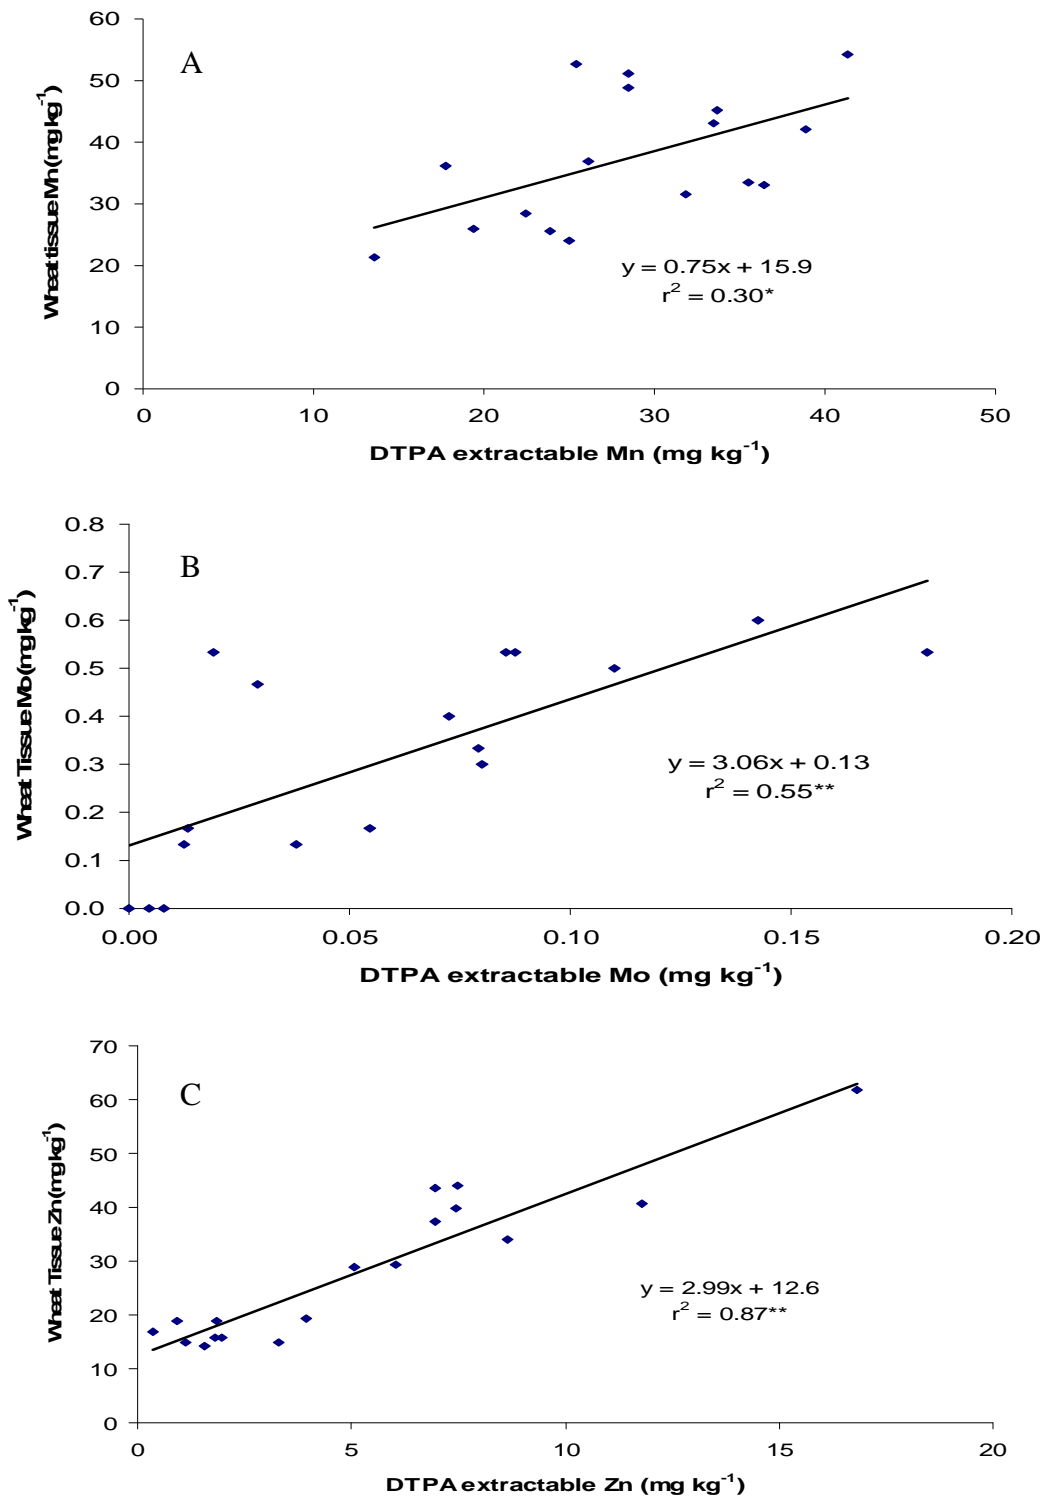 60
A
50
40
30
20
10
0
Wheat tissue Mn (mg kg⁻¹)
y = 0.75x + 15.9
r² = 0.30*
0 10 20 30 40 50
DTPA extractable Mn (mg kg⁻¹)
0.8
B
0.7
0.6
0.5
0.4
0.3
0.2
0.1
0.0
Wheat Tissue Mo (mg kg⁻¹)
y = 3.06x + 0.13
r² = 0.55**
0.00 0.05 0.10 0.15 0.20
DTPA extractable Mo (mg kg⁻¹)
70
C
60
50
40
30
20
10
0
Wheat Tissue Zn (mg kg⁻¹)
y = 2.99x + 12.6
r² = 0.87**
0 5 10 15 20
DTPA extractable Zn (mg kg⁻¹)